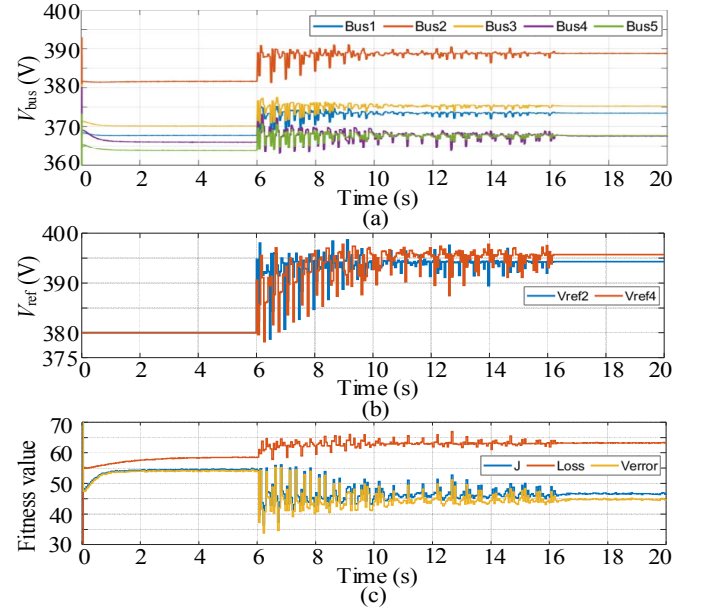 400
Bus1 Bus2 Bus3 Bus4 Bus5
390
380
370
360
Vbus (V)
0 2 4 6 8 10 12 14 16 18 20
Time (s)
(a)
400
390
380
375
Vref (V)
Vref2 Vref4
0 2 4 6 8 10 12 14 16 18 20
Time (s)
(b)
70
60
50
40
30
Fitness value
J Loss Verror
0 2 4 6 8 10 12 14 16 18 20
Time (s)
(c)